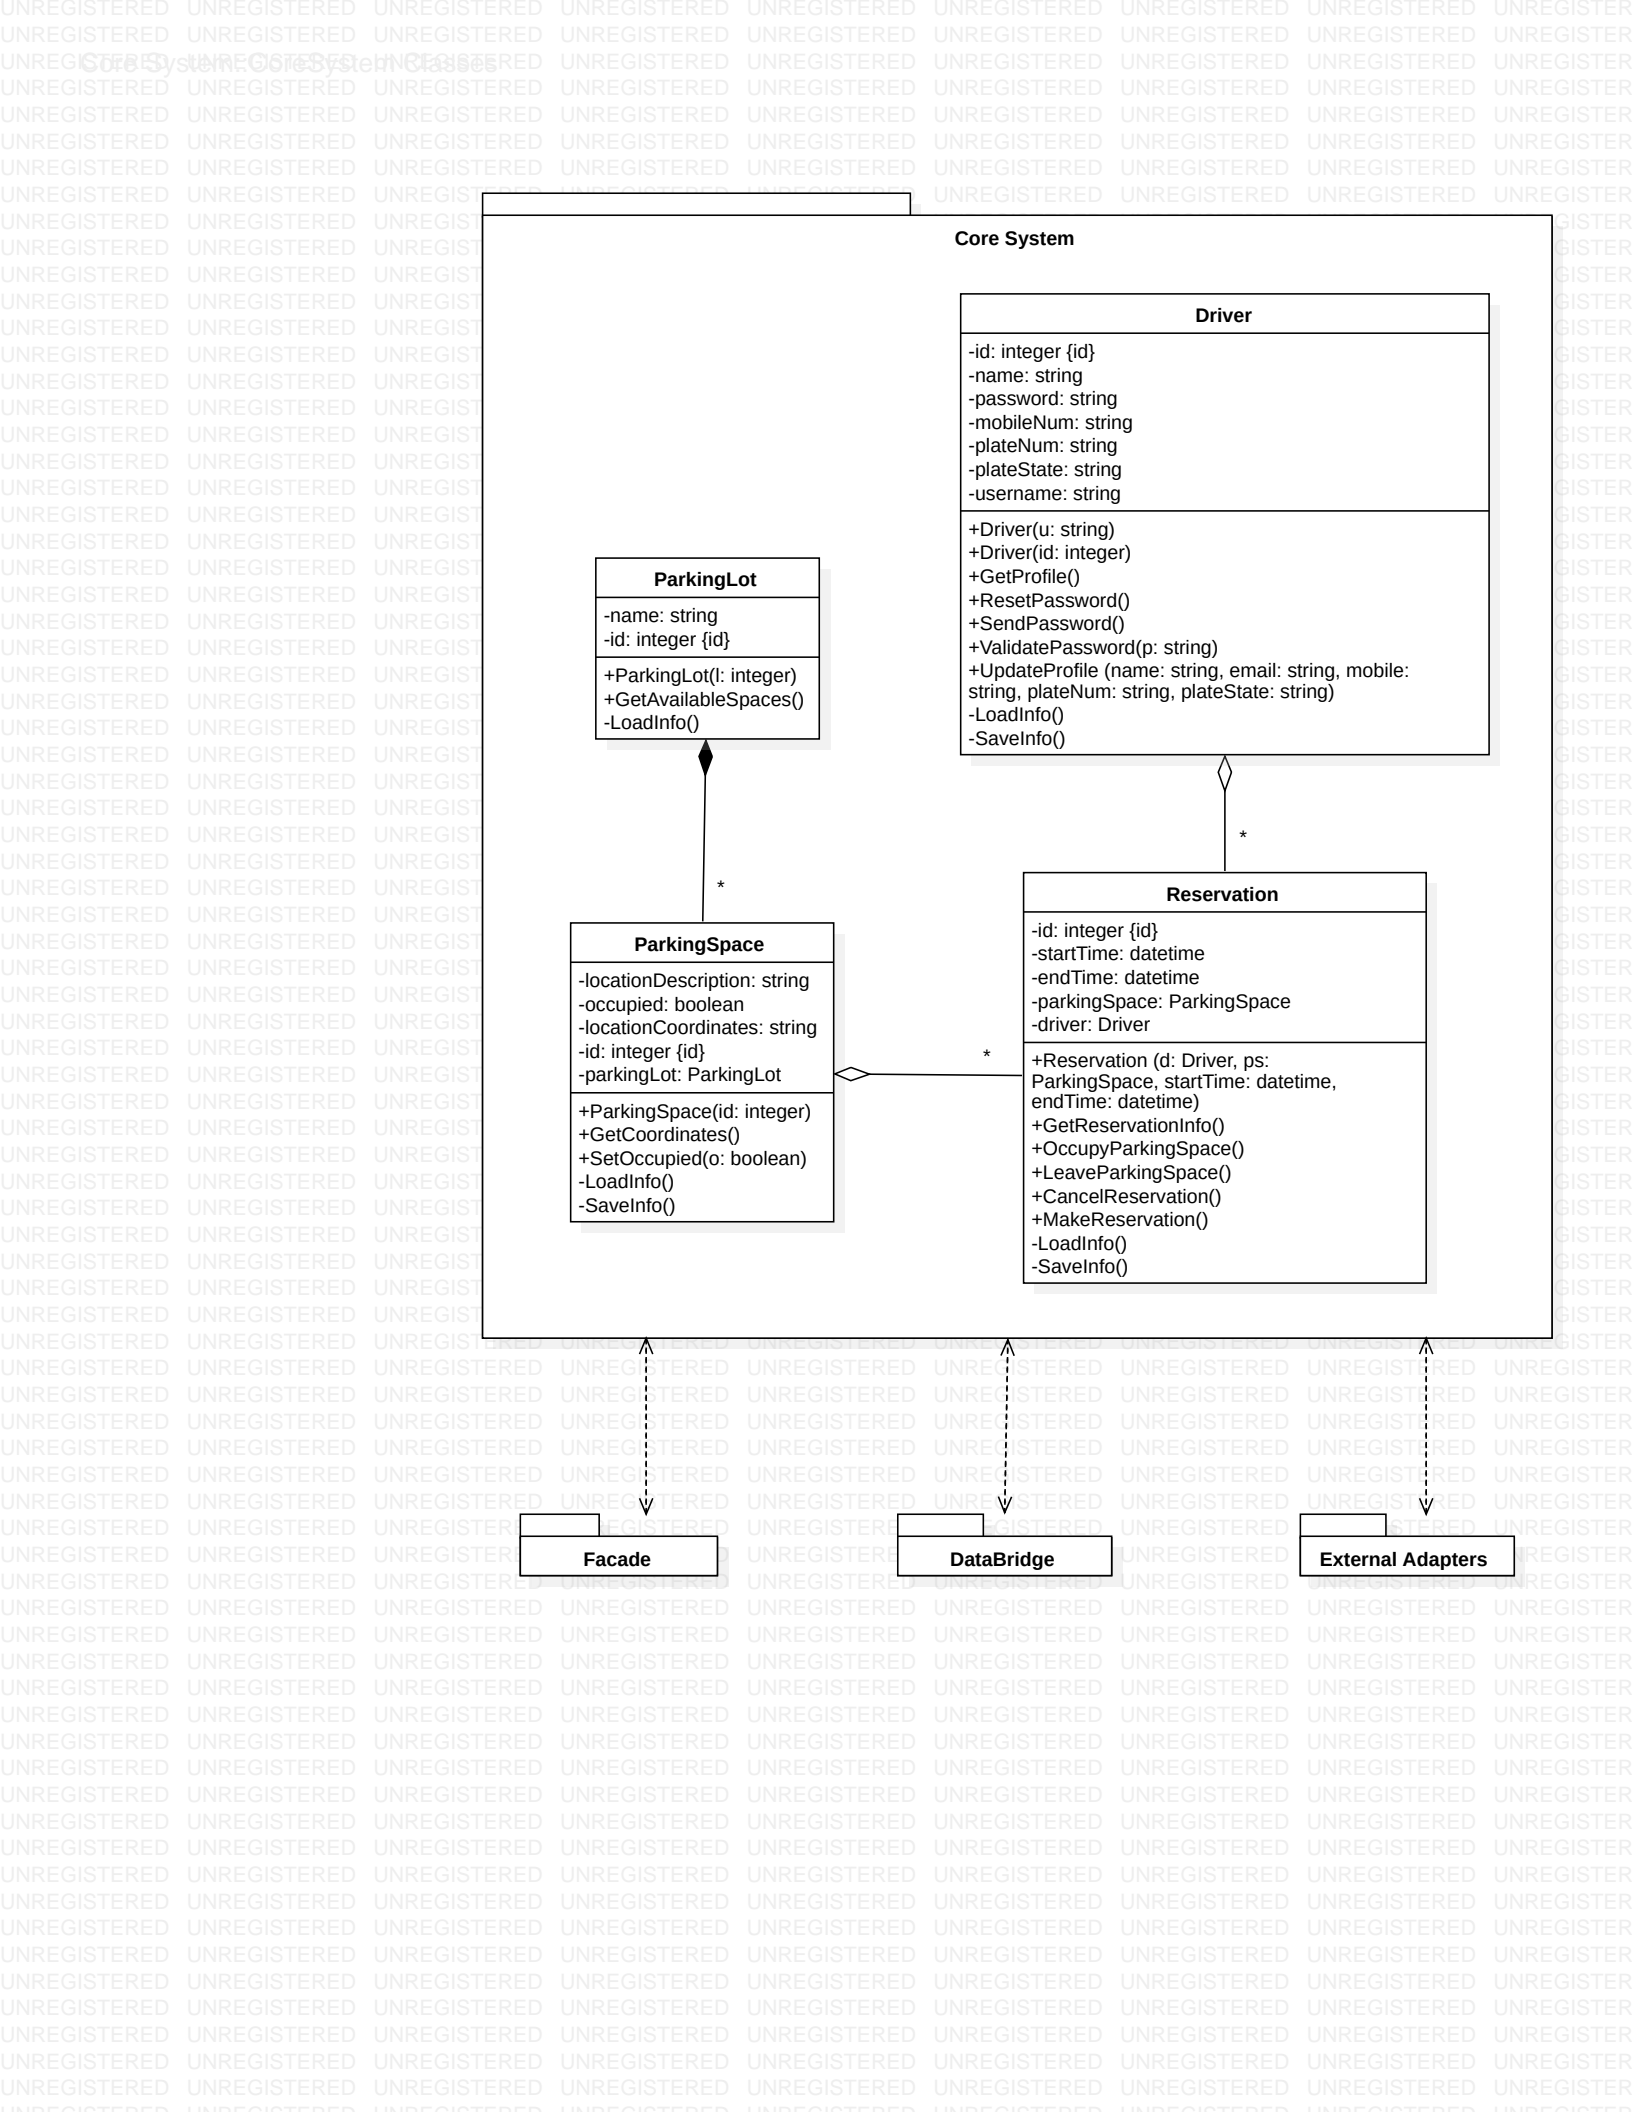 Core System::CoreSystem Classes
Core System
Driver
-id: integer {id}
-name: string
-password: string
-mobileNum: string
-plateNum: string
-plateState: string
-username: string
+Driver(u: string)
+Driver(id: integer)
+GetProfile()
+ResetPassword()
+SendPassword()
+ValidatePassword(p: string)
+UpdateProfile (name: string, email: string, mobile:
string, plateNum: string, plateState: string)
-LoadInfo()
-SaveInfo()
ParkingLot
-name: string
-id: integer {id}
+ParkingLot(l: integer)
+GetAvailableSpaces()
-LoadInfo()
*
*
ParkingSpace
-locationDescription: string
-occupied: boolean
-locationCoordinates: string
-id: integer {id}
-parkingLot: ParkingLot
+ParkingSpace(id: integer)
+GetCoordinates()
+SetOccupied(o: boolean)
-LoadInfo()
-SaveInfo()
*
Reservation
-id: integer {id}
-startTime: datetime
-endTime: datetime
-parkingSpace: ParkingSpace
-driver: Driver
+Reservation (d: Driver, ps:
ParkingSpace, startTime: datetime,
endTime: datetime)
+GetReservationInfo()
+OccupyParkingSpace()
+LeaveParkingSpace()
+CancelReservation()
+MakeReservation()
-LoadInfo()
-SaveInfo()
Facade
DataBridge
External Adapters
UNREGISTERED